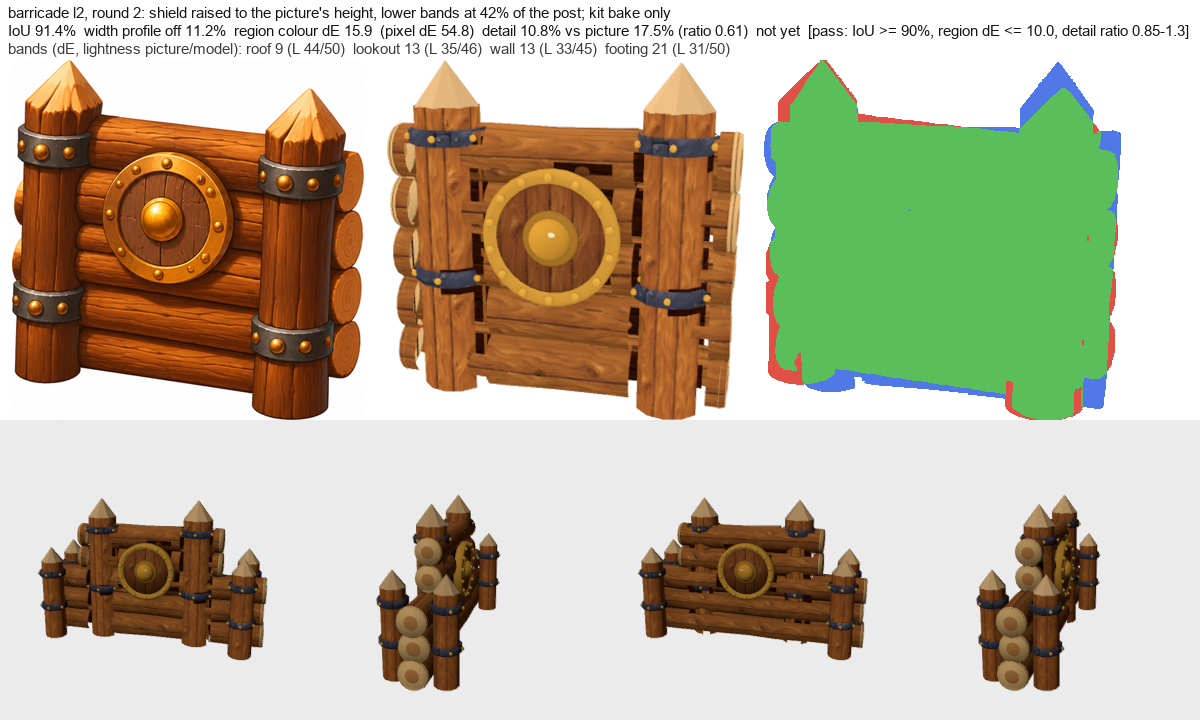 barricade l2, round 2: shield raised to the picture's height, lower bands at 42% of the post; kit bake only
IoU 91.4%  width profile off 11.2%  region colour dE 15.9  (pixel dE 54.8)  detail 10.8% vs picture 17.5% (ratio 0.61)  not yet  [pass: IoU >= 90%, region dE <= 10.0, detail ratio 0.85-1.3]
bands (dE, lightness picture/model): roof 9 (L 44/50)  lookout 13 (L 35/46)  wall 13 (L 33/45)  footing 21 (L 31/50)